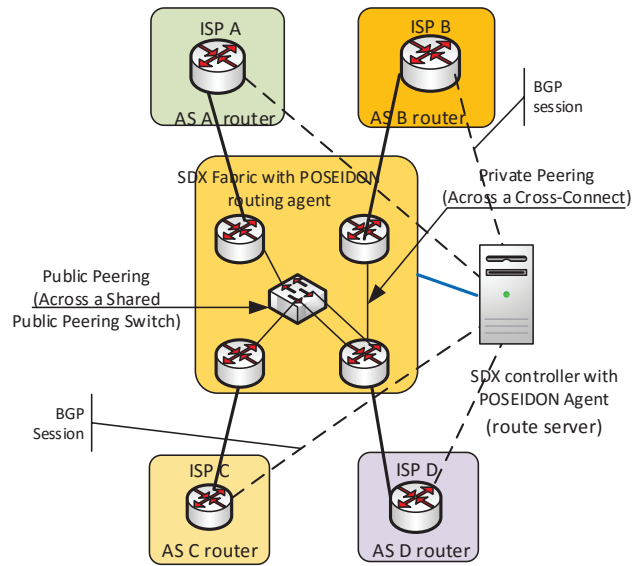 ISP A
AS A router
ISP B
AS B router
BGP
session
SDX Fabric with POSEIDON
routing agent
Private Peering
(Across a Cross-Connect)
Public Peering
(Across a Shared
Public Peering Switch)
SDX controller with
POSEIDON Agent
(route server)
BGP
Session
ISP C
AS C router
ISP D
AS D router